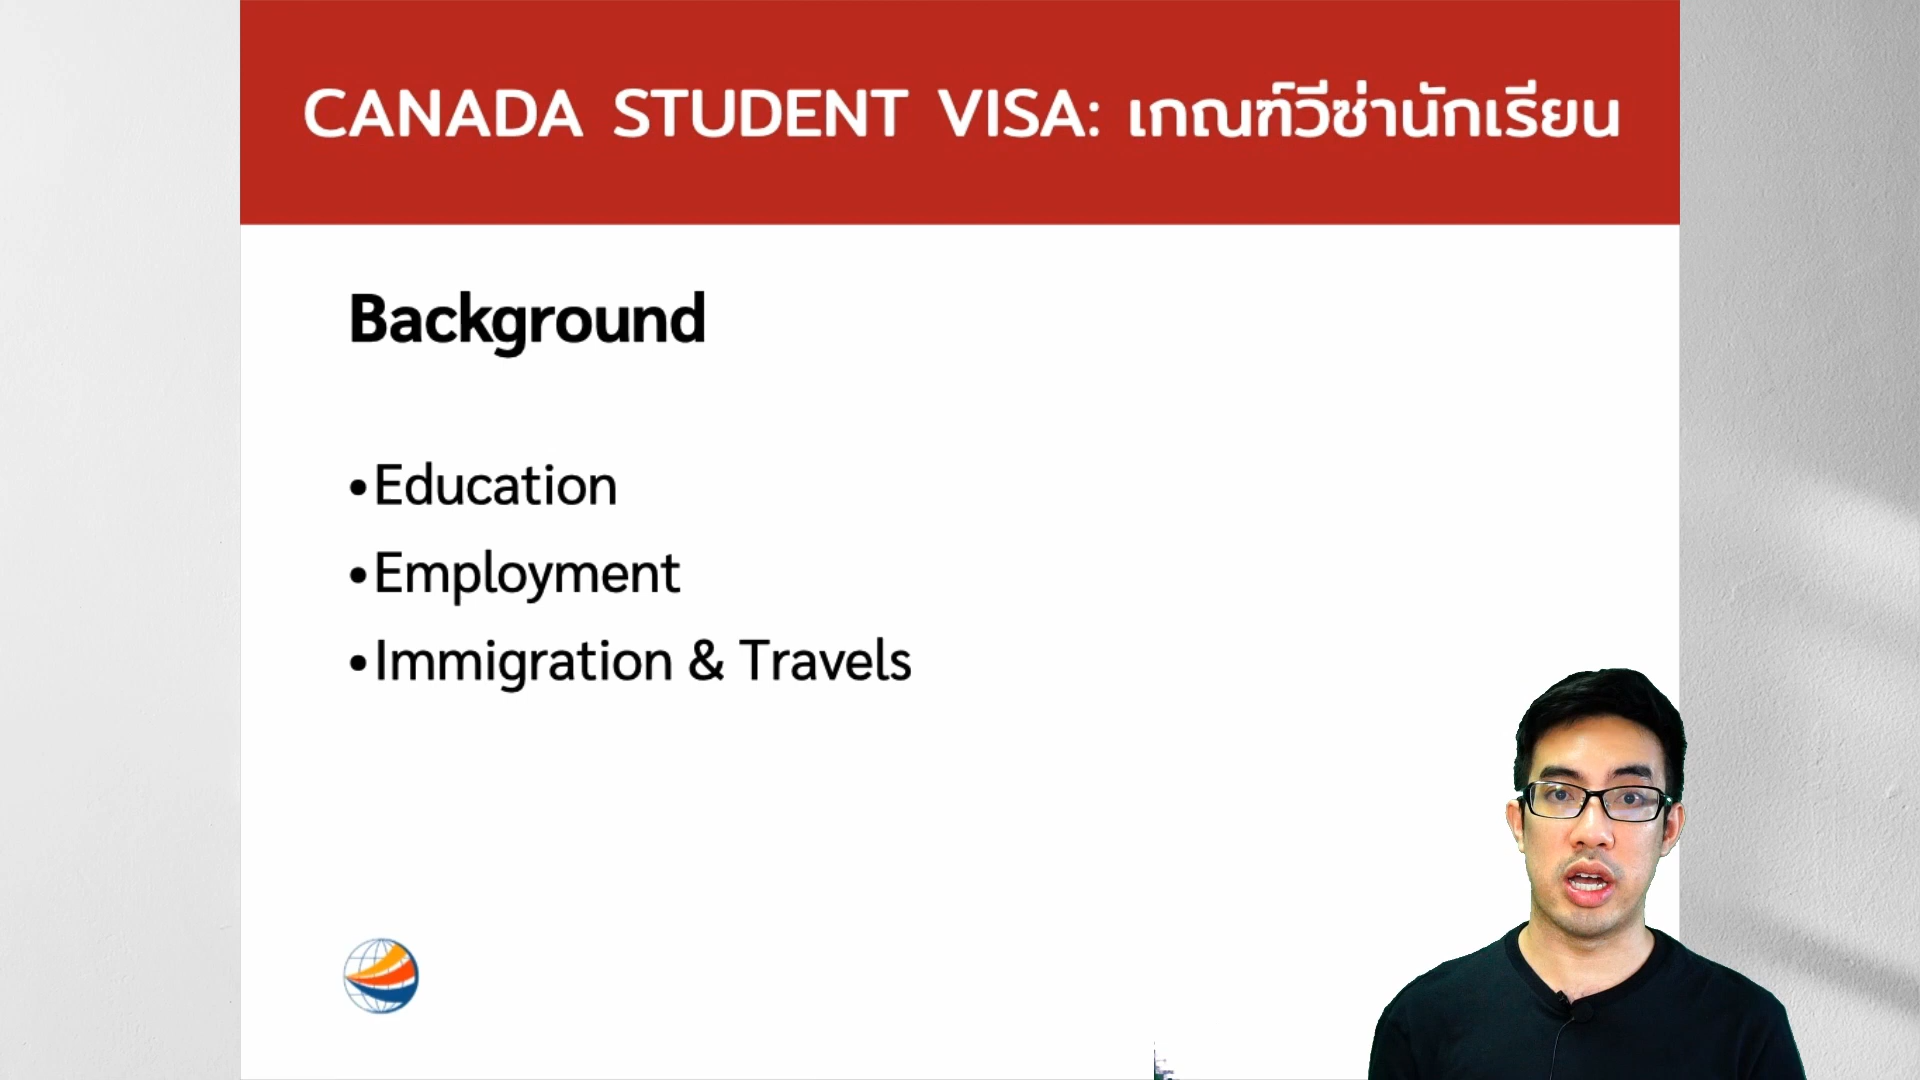 CANADA STUDENT VISA: เกณฑ์วีซ่านักเรียน
Background
•Education
•Employment
•Immigration & Travels